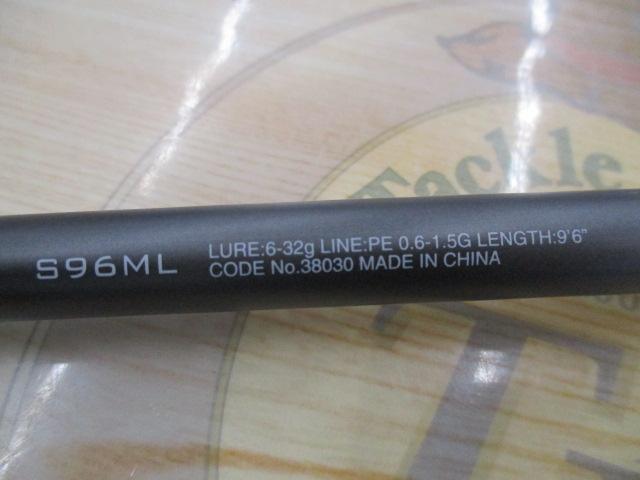 Tackle
S96ML
LURE:6-32g LINE:PE 0.6-1.5G LENGTH:9'6"
CODE No.38030 MADE IN CHINA